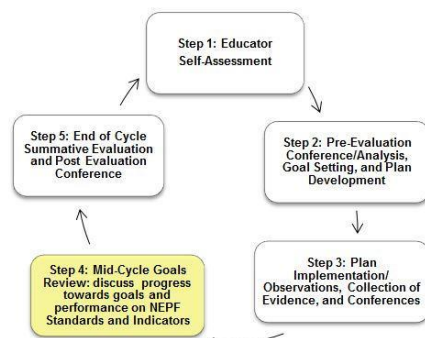 Step 1: Educator
Self-Assessment
Step 2: Pre-Evaluation
Conference/Analysis,
Goal Setting, and Plan
Development
Step 3: Plan
Implementation/
Observations, Collection of
Evidence, and Conferences
Step 4: Mid-Cycle Goals
Review: discuss progress
towards goals and
performance on NEPF
Standards and Indicators
Step 5: End of Cycle
Summative Evaluation
and Post Evaluation
Conference